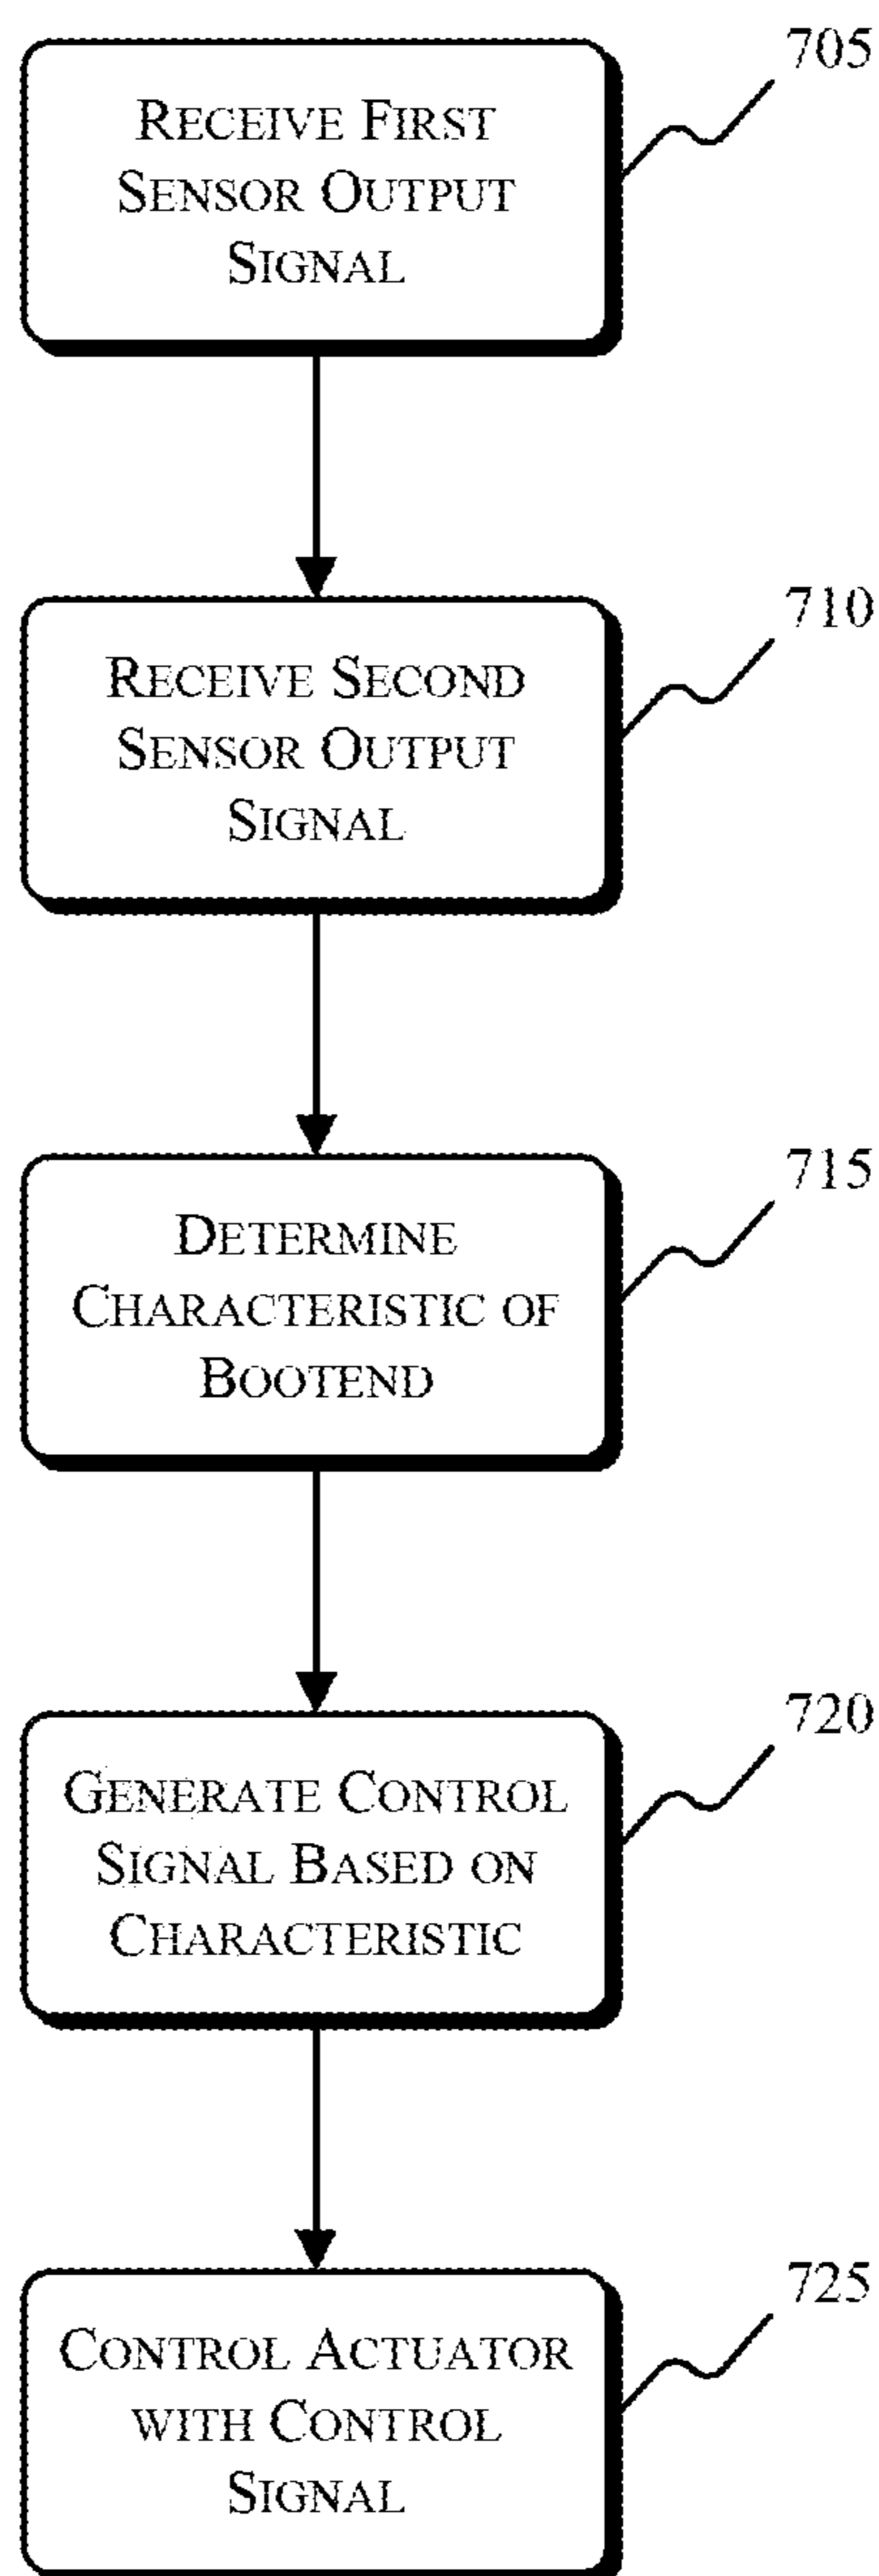 705
RECEIVE FIRST
SENSOR OUTPUT
SIGNAL
710
RECEIVE SECOND
SENSOR OUTPUT
SIGNAL
715
DETERMINE
CHARACTERISTIC OF
BOOTEND
720
GENERATE CONTROL
SIGNAL BASED ON
CHARACTERISTIC
725
CONTROL ACTUATOR
WITH CONTROL
SIGNAL